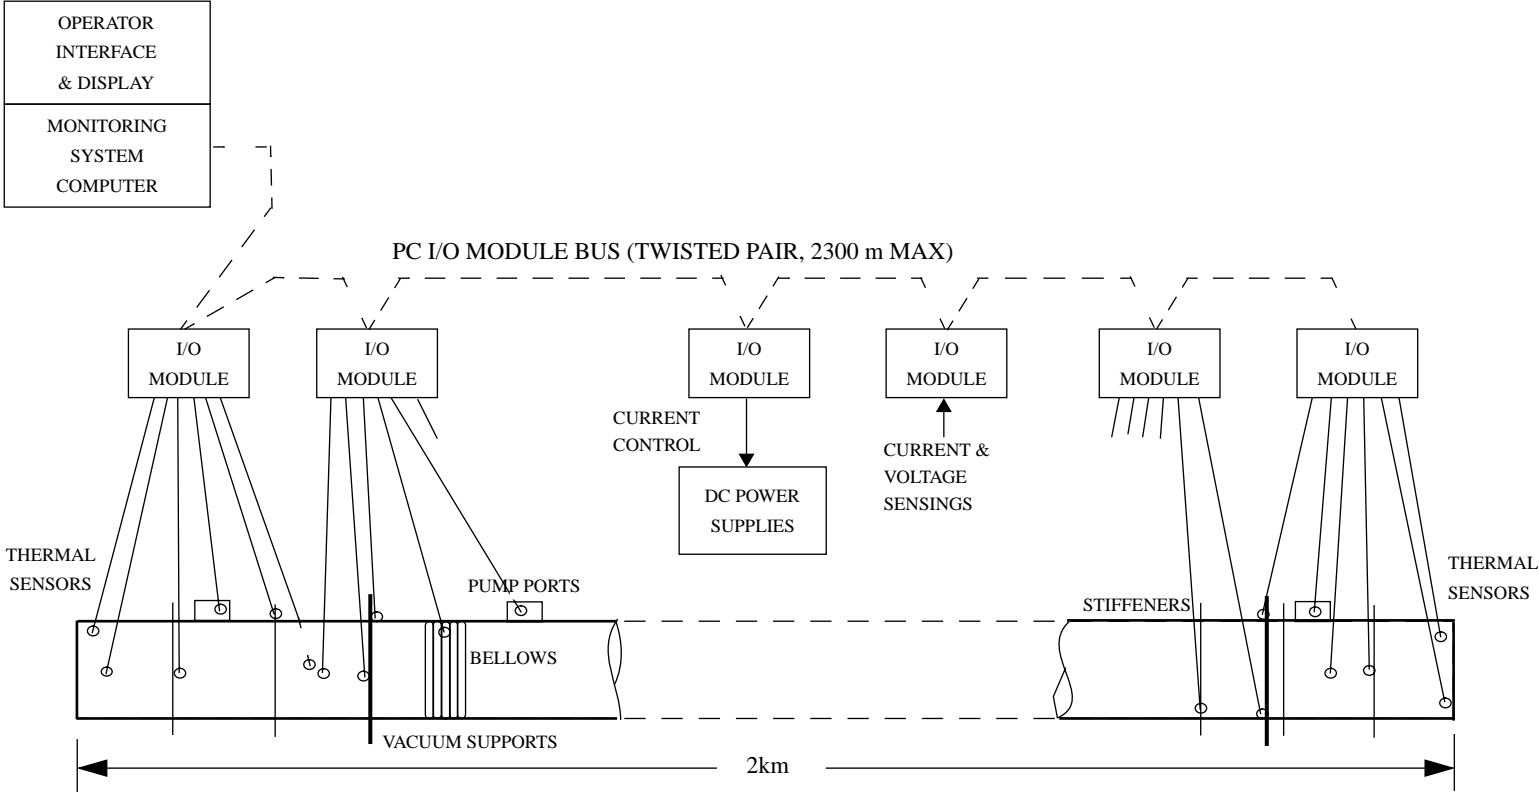 OPERATOR
INTERFACE
& DISPLAY
MONITORING
SYSTEM
COMPUTER
PC I/O MODULE BUS (TWISTED PAIR, 2300 m MAX)
I/O
MODULE
I/O
MODULE
I/O
MODULE
I/O
MODULE
I/O
MODULE
I/O
MODULE
CURRENT
CONTROL
CURRENT &
VOLTAGE
SENSINGS
DC POWER
SUPPLIES
THERMAL
SENSORS
PUMP PORTS
STIFFENERS
THERMAL
SENSORS
BELLOWS
VACUUM SUPPORTS
2km